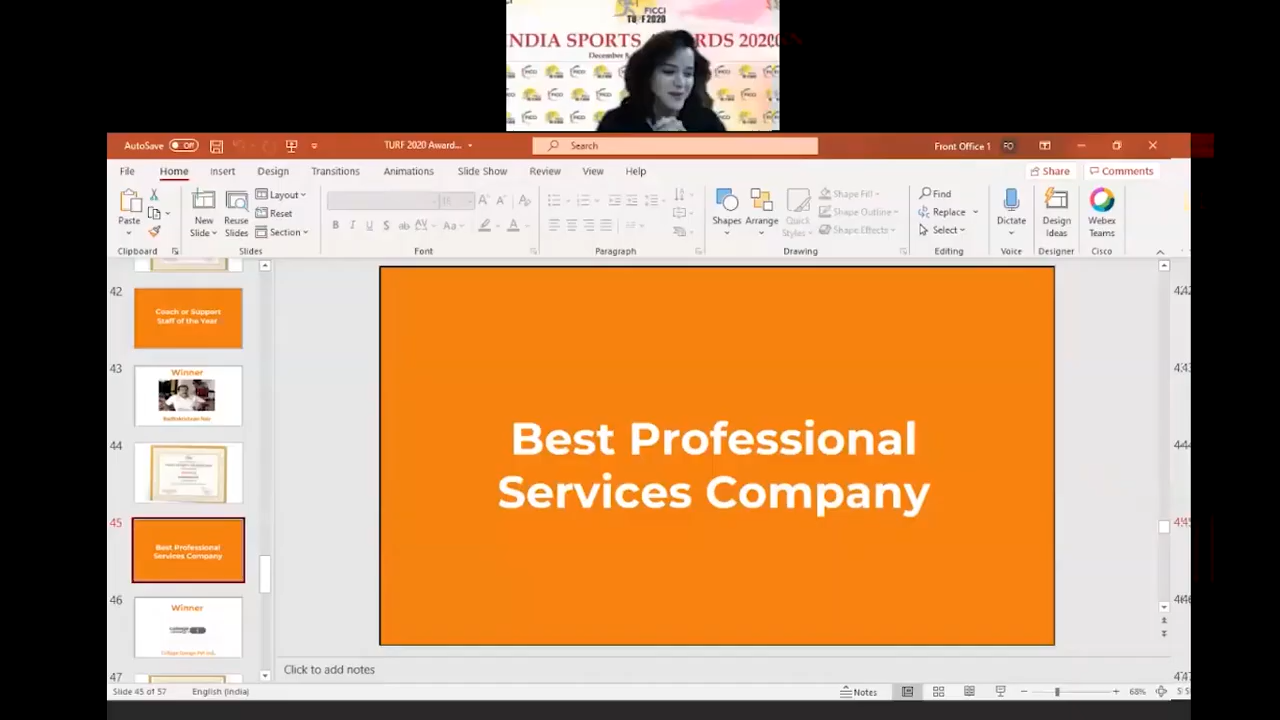 FICCI
TURF2020
INDIA SPORTS AWARDS 2020
AutoSave Off
TURF 2020 Award...
Search
Front Office 1
FO
File Home Insert Design Transitions Animations Slide Show Review View Help
Share Comments
Paste
New Slides
Reuse Slides
Layout
Reset
Section
Shapes
Arrange
Quick Styles
Shape Fill
Shape Outline
Shape Effects
Find
Replace
Select
Dictate
Design Ideas
Webex Teams
Clipboard Slides Font Paragraph Drawing Editing Voice Designer Cisco
42
Coach or Support
Staff of the Year
43
Winner
44
45
Best Professional
Services Company
46
Winner
47
Best Professional
Services Company
Click to add notes
Slide 45 of 57 English (India) Notes 68%